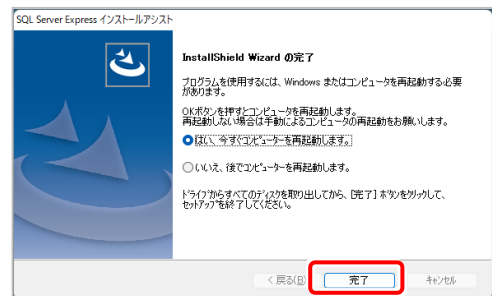 SQL Server Express インストールアシスト
InstallShield Wizard の完了
プログラムを使用するには、Windows またはコンピュータを再起動する必要
があります。
OKボタンを押すとコンピュータを再起動します。
再起動しない場合は手動によるコンピュータの再起動をお願いします。
はい、今すぐコンピューターを再起動します。
いいえ、後でコンピューターを再起動します。
ドライブからすべてのディスクを取り出してから、[完了] ボタンをクリックして、
セットアップを終了してください。
< 戻る(B)
完了
キャンセル